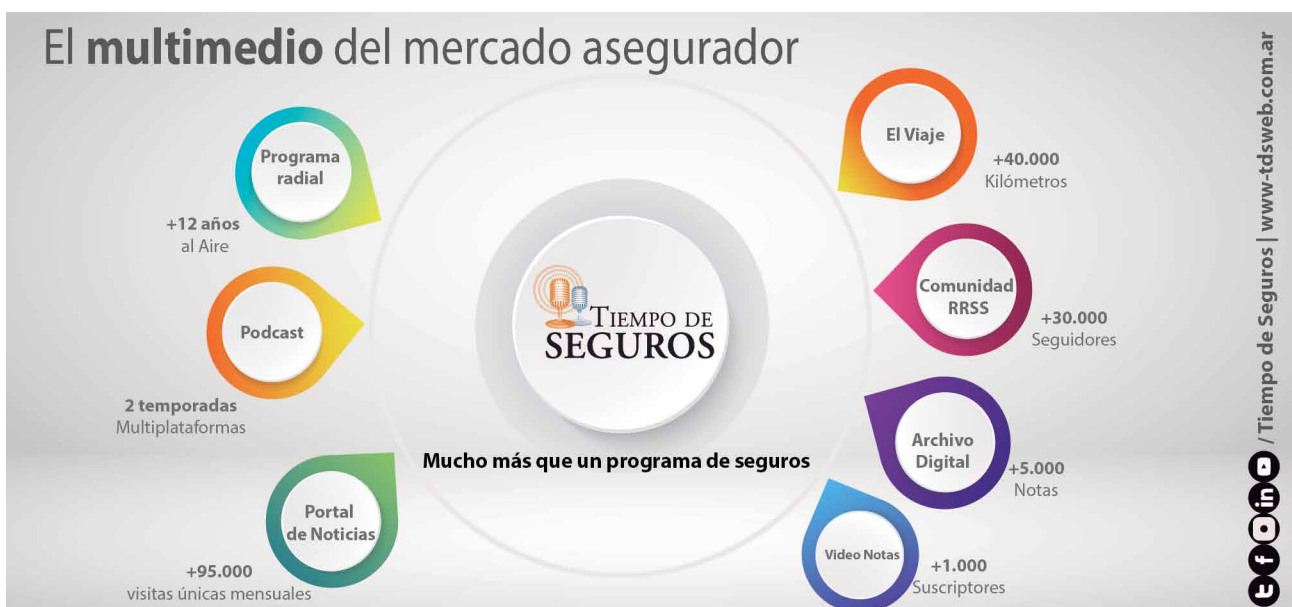 El multimedio del mercado asegurador
Programa
radial
+12 años
al Aire
Podcast
2 temporadas
Multiplataformas
Portal
de Noticias
+95.000
visitas únicas mensuales
TIEMPO DE
SEGUROS
Mucho más que un programa de seguros
El Viaje
+40.000
Kilómetros
Comunidad
RRSS
+30.000
Seguidores
Archivo
Digital
+5.000
Notas
Video Notas
+1.000
Suscriptores
/ Tiempo de Seguros | www-tdsweb.com.ar